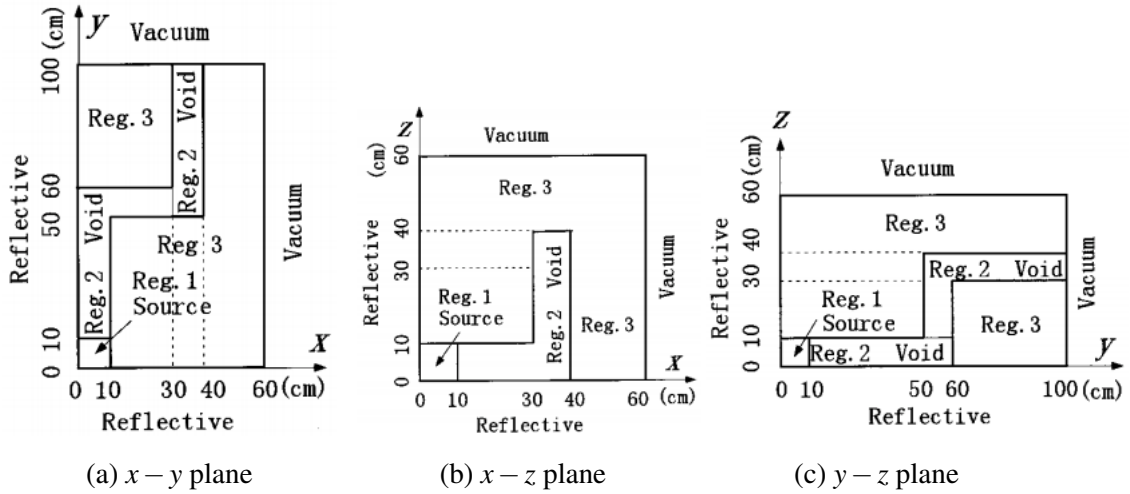 y
(cm)
Vacuum
100
60
50
10
0
Reflective
Reg. 3
Reg. 2 Void
Reg. 2 Void
Reg 3
Reg. 1
Source
Vacuum
x
0 10 30 40 60 (cm)
Reflective
(a) x − y plane
z
(cm)
Vacuum
60
40
30
10
0
Reflective
Reg. 3
Reg. 1
Source
Reg. 2 Void
Reg. 3
Vacuum
x
0 10 30 40 60 (cm)
Reflective
(b) x − z plane
z
(cm)
Vacuum
60
40
30
10
0
Reflective
Reg. 3
Reg. 2 Void
Reg. 1
Source
Reg. 3
Reg. 2 Void
Vacuum
y
0 10 50 60 100 (cm)
Reflective
(c) y − z plane